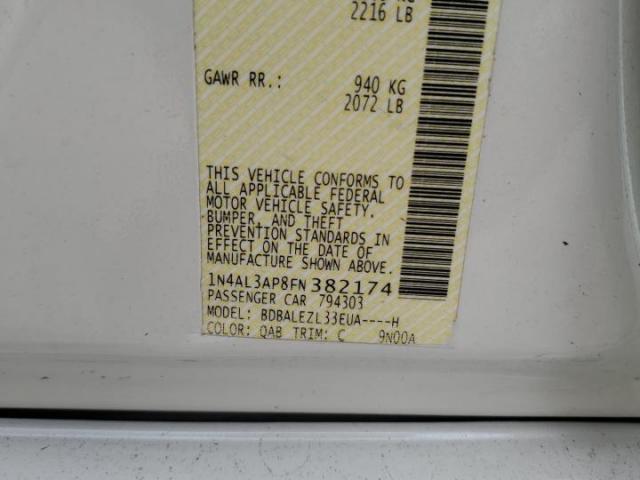 2216 LB
GAWR RR.: 940 KG
2072 LB
THIS VEHICLE CONFORMS TO
ALL APPLICABLE FEDERAL
MOTOR VEHICLE SAFETY,
BUMPER, AND THEFT
PREVENTION STANDARDS IN
EFFECT ON THE DATE OF
MANUFACTURE SHOWN ABOVE.
1N4AL3AP8FN382174
PASSENGER CAR 794303
MODEL: BDBALEZL33EUA----H
COLOR: QAB TRIM: C 9N00A